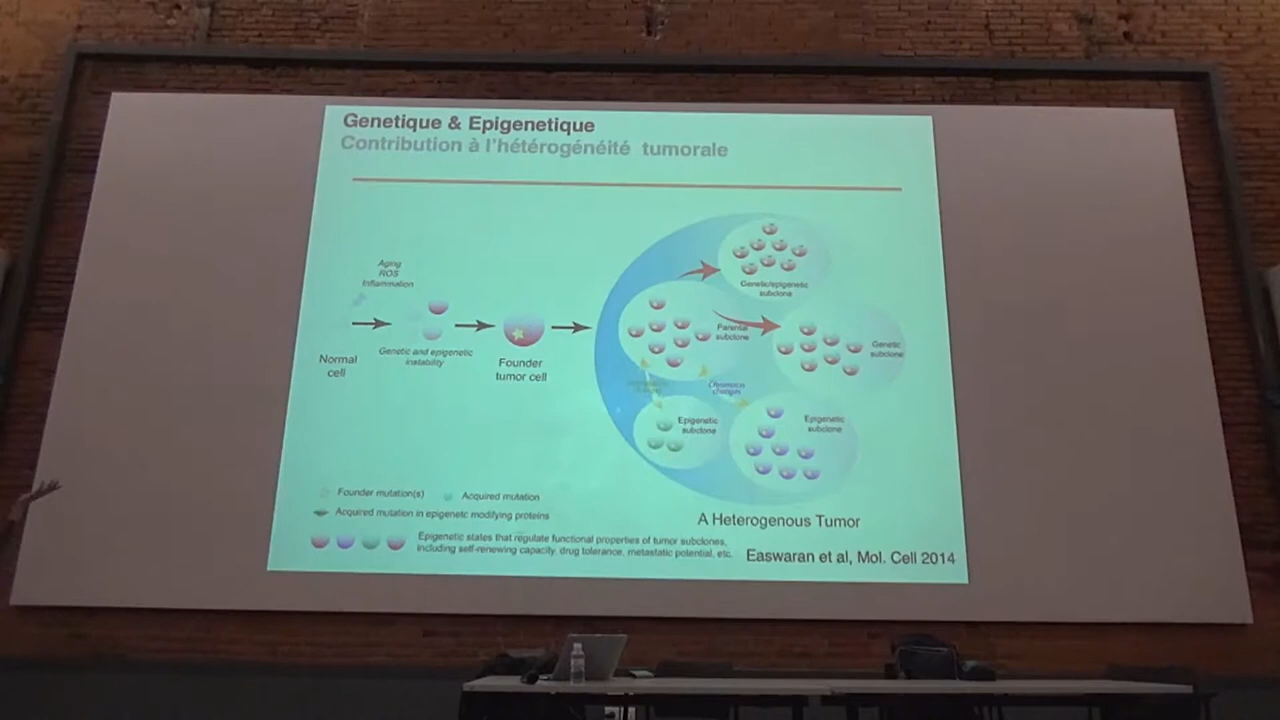 Genetique & Epigenetique
Contribution à l'hétérogénéité tumorale
Aging
ROS
Inflammation
Normal
cell
Genetic and epigenetic
instability
Founder
tumor cell
Genetic/epigenetic
subclone
Parental
subclone
Genetic
subclone
Chromatin
changes
Epigenetic
subclone
Epigenetic
subclone
Founder mutation(s)
Acquired mutation
Acquired mutation in epigenetc modifying proteins
Epigenetic states that regulate functional properties of tumor subclones,
including self-renewing capacity, drug tolerance, metastatic potential, etc.
A Heterogenous Tumor
Easwaran et al, Mol. Cell 2014